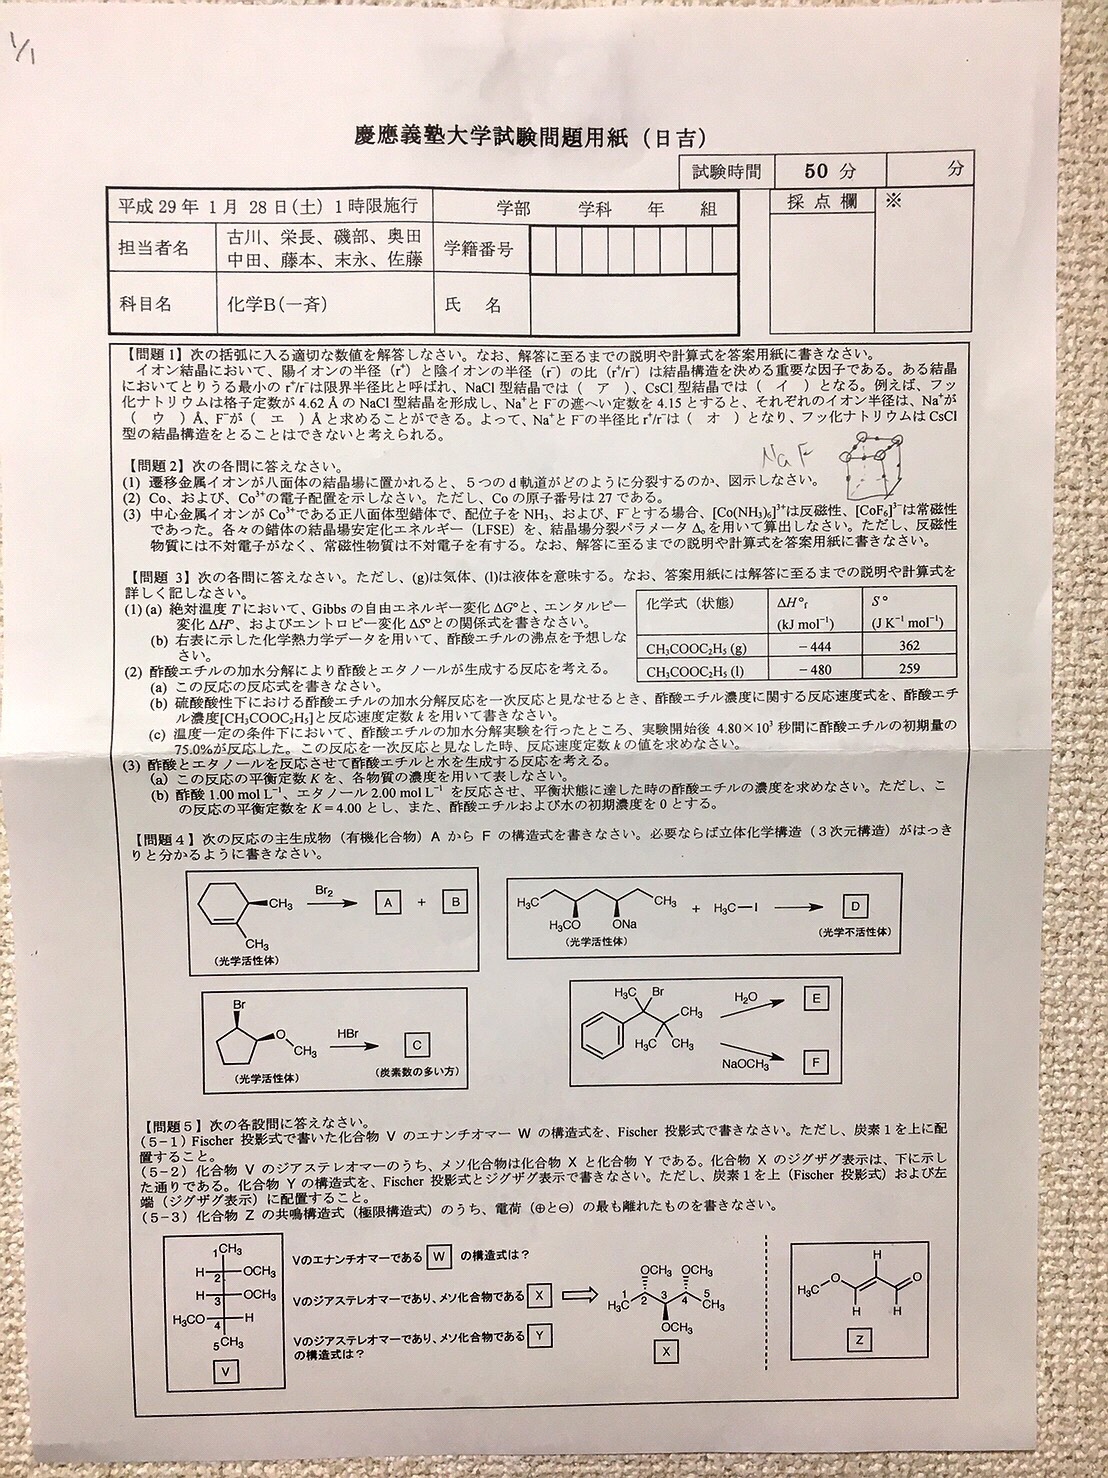 1/1
慶應義塾大学試験問題用紙（日吉）
試験時間 50 分 分
平成 29 年 1 月 28 日(土) 1 時限施行 学部 学科 年 組 採点欄 ※
担当者名 古川、栄長、磯部、奥田 学籍番号
中田、藤本、末永、佐藤
科目名 化学B(一斉) 氏 名
【問題 1】次の括弧に入る適切な数値を解答しなさい。なお、解答に至るまでの説明や計算式を答案用紙に書きなさい。
イオン結晶において、陽イオンの半径（r⁺）と陰イオンの半径（r⁻）の比（r⁺/r⁻）は結晶構造を決める重要な因子である。ある結晶
においてとりうる最小の r⁺/r⁻は限界半径比と呼ばれ、NaCl 型結晶では（ ア ）、CsCl 型結晶では（ イ ）となる。例えば、フッ
化ナトリウムは格子定数が 4.62 Å の NaCl 型結晶を形成し、Na⁺と F⁻の遮へい定数を 4.15 とすると、それぞれのイオン半径は、Na⁺が
（ ウ ）Å、F⁻が（ エ ）Å と求めることができる。よって、Na⁺と F⁻の半径比 r⁺/r⁻は（ オ ）となり、フッ化ナトリウムは CsCl
型の結晶構造をとることはできないと考えられる。
Na F
【問題 2】次の各問に答えなさい。
(1) 遷移金属イオンが八面体の結晶場に置かれると、５つの d 軌道がどのように分裂するのか、図示しなさい。
(2) Co、および、Co³⁺の電子配置を示しなさい。ただし、Co の原子番号は 27 である。
(3) 中心金属イオンが Co³⁺である正八面体型錯体で、配位子を NH₃、および、F⁻とする場合、[Co(NH₃)₆]³⁺は反磁性、[CoF₆]³⁻は常磁性
であった。各々の錯体の結晶場安定化エネルギー（LFSE）を、結晶場分裂パラメータ Δₒを用いて算出しなさい。ただし、反磁性
物質には不対電子がなく、常磁性物質は不対電子を有する。なお、解答に至るまでの説明や計算式を答案用紙に書きなさい。
【問題 3】次の各問に答えなさい。ただし、(g)は気体、(l)は液体を意味する。なお、答案用紙には解答に至るまでの説明や計算式を
詳しく記しなさい。
(1) (a) 絶対温度 T において、Gibbs の自由エネルギー変化 ΔG°と、エンタルピー
変化 ΔH°、およびエントロピー変化 ΔS°との関係式を書きなさい。
(b) 右表に示した化学熱力学データを用いて、酢酸エチルの沸点を予想しな
さい。
化学式（状態） ΔH°f (kJ mol⁻¹) S° (J K⁻¹ mol⁻¹)
CH₃COOC₂H₅ (g) －444 362
CH₃COOC₂H₅ (l) －480 259
(2) 酢酸エチルの加水分解により酢酸とエタノールが生成する反応を考える。
(a) この反応の反応式を書きなさい。
(b) 硫酸酸性下における酢酸エチルの加水分解反応を一次反応と見なせるとき、酢酸エチル濃度に関する反応速度式を、酢酸エチ
ル濃度[CH₃COOC₂H₅]と反応速度定数 k を用いて書きなさい。
(c) 温度一定の条件下において、酢酸エチルの加水分解実験を行ったところ、実験開始後 4.80×10³ 秒間に酢酸エチルの初期量の
75.0%が反応した。この反応を一次反応と見なした時、反応速度定数 k の値を求めなさい。
(3) 酢酸とエタノールを反応させて酢酸エチルと水を生成する反応を考える。
(a) この反応の平衡定数 K を、各物質の濃度を用いて表しなさい。
(b) 酢酸 1.00 mol L⁻¹、エタノール 2.00 mol L⁻¹ を反応させ、平衡状態に達した時の酢酸エチルの濃度を求めなさい。ただし、こ
の反応の平衡定数を K = 4.00 とし、また、酢酸エチルおよび水の初期濃度を 0 とする。
【問題４】次の反応の主生成物（有機化合物）A から F の構造式を書きなさい。必要ならば立体化学構造（３次元構造）がはっき
りと分かるように書きなさい。
CH₃ Br₂ A + B
CH₃
(光学活性体)
H₃C CH₃ + H₃C－I D
H₃CO ONa
(光学活性体) (光学不活性体)
Br
O CH₃ HBr C
(光学活性体) (炭素数の多い方)
H₃C Br CH₃ H₂O E
H₃C CH₃ NaOCH₃ F
【問題５】次の各設問に答えなさい。
（5-1）Fischer 投影式で書いた化合物 V のエナンチオマー W の構造式を、Fischer 投影式で書きなさい。ただし、炭素１を上に配
置すること。
（5-2）化合物 V のジアステレオマーのうち、メソ化合物は化合物 X と化合物 Y である。化合物 X のジグザグ表示は、下に示し
た通りである。化合物 Y の構造式を、Fischer 投影式とジグザグ表示で書きなさい。ただし、炭素１を上（Fischer 投影式）および左
端（ジグザグ表示）に配置すること。
（5-3）化合物 Z の共鳴構造式（極限構造式）のうち、電荷（⊕と⊖）の最も離れたものを書きなさい。
1CH₃
H 2 OCH₃
H 3 OCH₃
H₃CO 4 H
5CH₃
V
Vのエナンチオマーである W の構造式は？
Vのジアステレオマーであり、メソ化合物である X
Vのジアステレオマーであり、メソ化合物である Y
の構造式は？
OCH₃ OCH₃
1 2 3 4 5
H₃C CH₃
OCH₃
X
H
H₃C O O
H H
Z